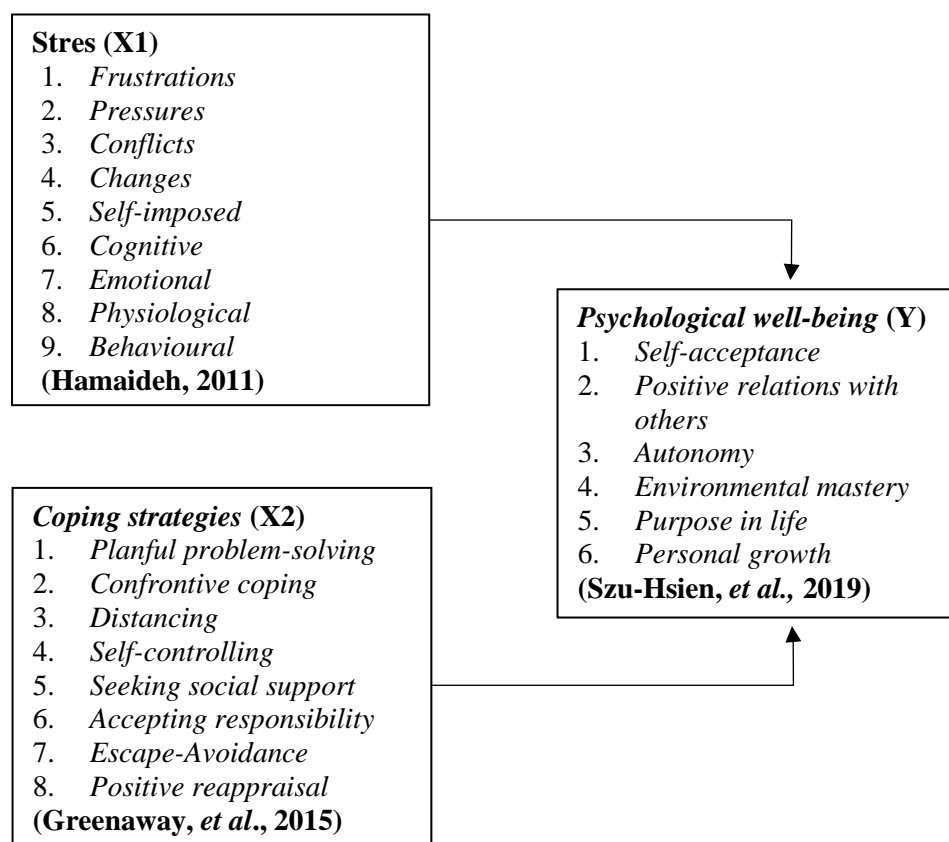 Stres (X1)
1. Frustrations
2. Pressures
3. Conflicts
4. Changes
5. Self-imposed
6. Cognitive
7. Emotional
8. Physiological
9. Behavioural
(Hamaideh, 2011)
Psychological well-being (Y)
1. Self-acceptance
2. Positive relations with
others
3. Autonomy
4. Environmental mastery
5. Purpose in life
6. Personal growth
(Szu-Hsien, et al., 2019)
Coping strategies (X2)
1. Planful problem-solving
2. Confrontive coping
3. Distancing
4. Self-controlling
5. Seeking social support
6. Accepting responsibility
7. Escape-Avoidance
8. Positive reappraisal
(Greenaway, et al., 2015)